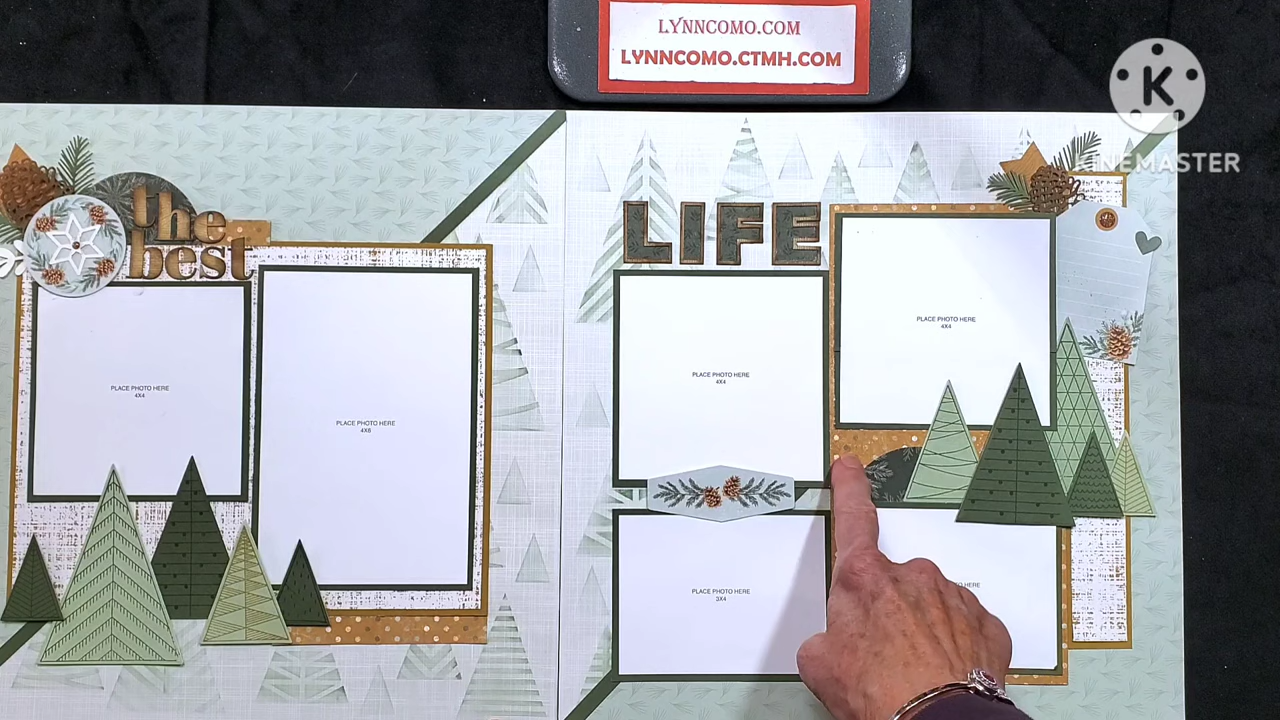 LYNNCOMO.COM
LYNNCOMO.CTMH.COM
K
KINEMASTER
the
best
LIFE
PLACE PHOTO HERE
4X4
PLACE PHOTO HERE
4X6
PLACE PHOTO HERE
4X4
PLACE PHOTO HERE
4X4
PLACE PHOTO HERE
3X4
HERE